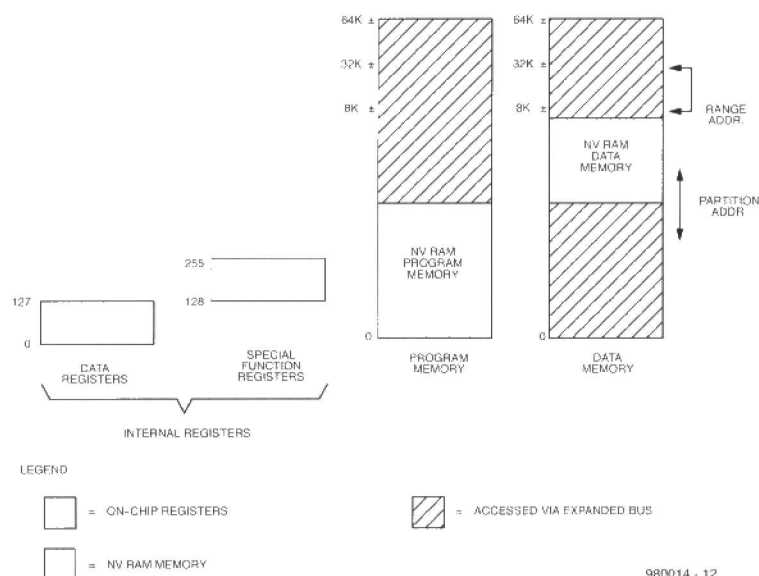 64K ±
32K ±
8K ±
NV RAM
PROGRAM
MEMORY
0
PROGRAM
MEMORY
64K ±
32K ±
8K ±
NV RAM
DATA
MEMORY
0
DATA
MEMORY
RANGE
ADDR.
PARTITION
ADDR
127
0
DATA
REGISTERS
255
128
SPECIAL
FUNCTION
REGISTERS
INTERNAL REGISTERS
LEGEND
= ON-CHIP REGISTERS
= NV RAM MEMORY
= ACCESSED VIA EXPANDED BUS
980014 - 12